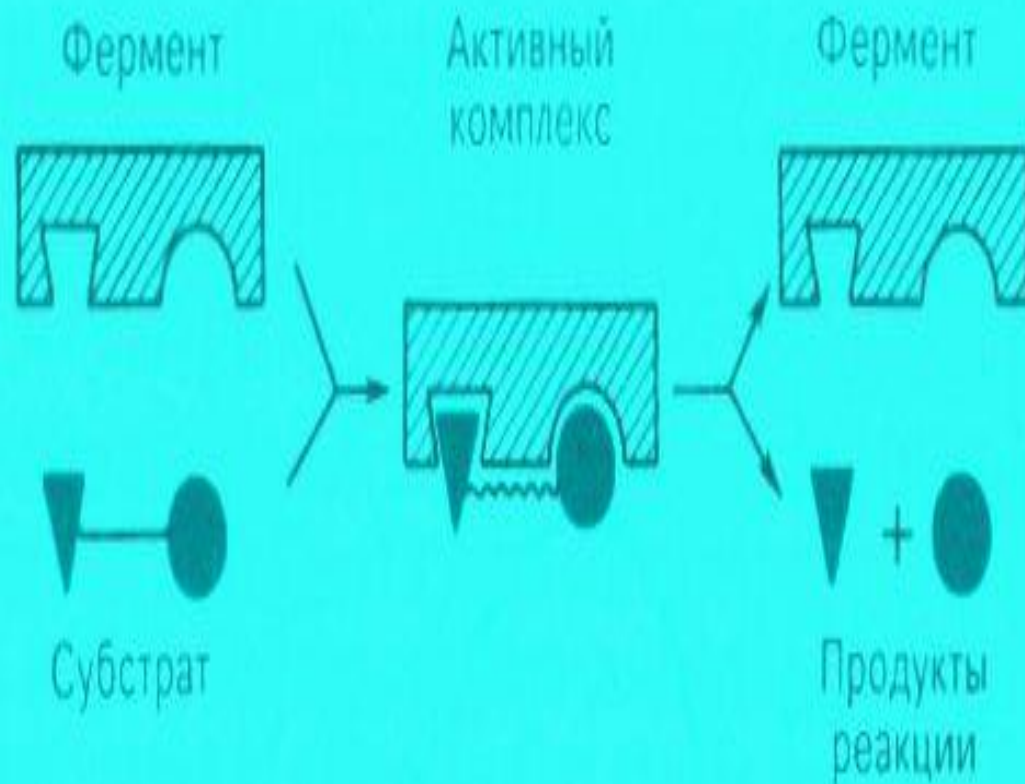 Фермент
Активный
комплекс
Фермент
Субстрат
+
Продукты
реакции